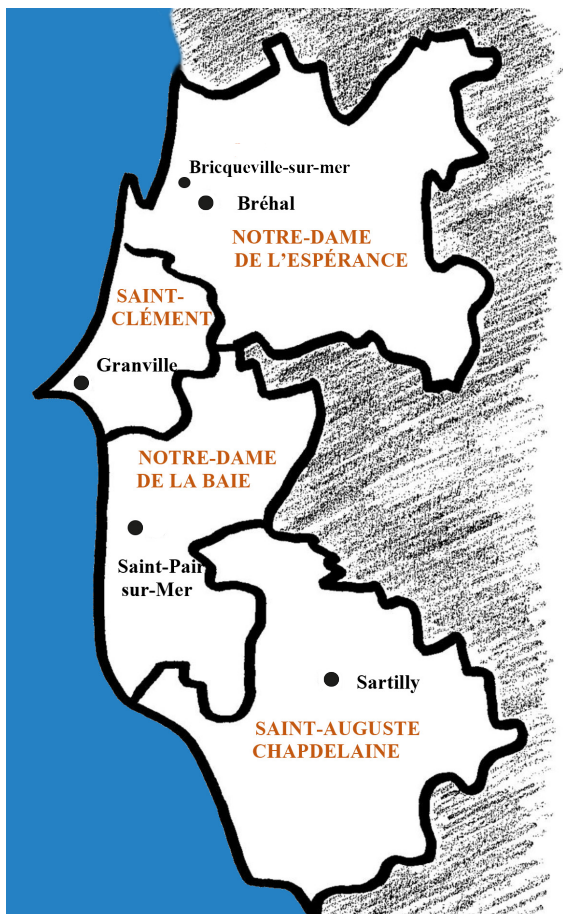 Bricqueville-sur-mer
Bréhal
NOTRE-DAME
DE L'ESPÉRANCE
SAINT-
CLÉMENT
Granville
NOTRE-DAME
DE LA BAIE
Saint-Pair
sur-Mer
Sartilly
SAINT-AUGUSTE
CHAPDELAINE